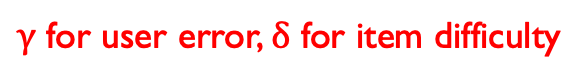 γ for user error, δ for item difficulty